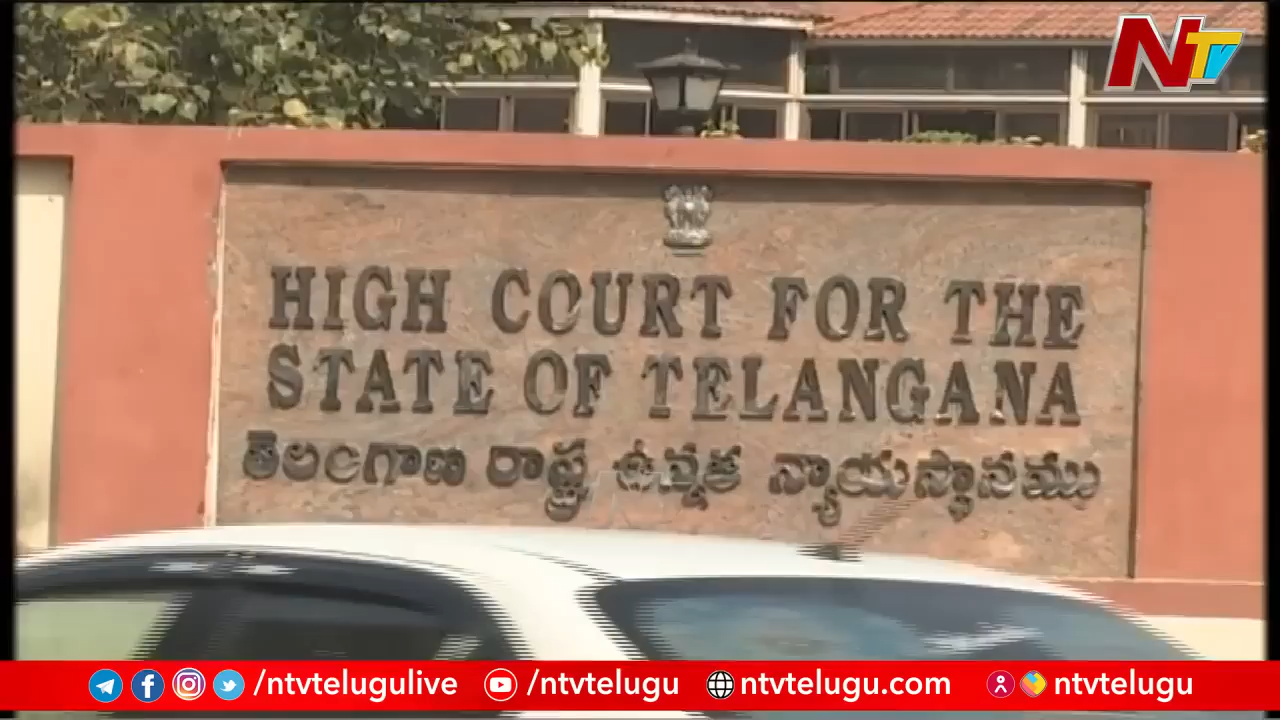 NTV
HIGH COURT FOR THE
STATE OF TELANGANA
తెలంగాణ రాష్ట్ర ఉన్నత న్యాయస్థానము
/ntvtelugulive /ntvtelugu ntvtelugu.com ntvtelugu